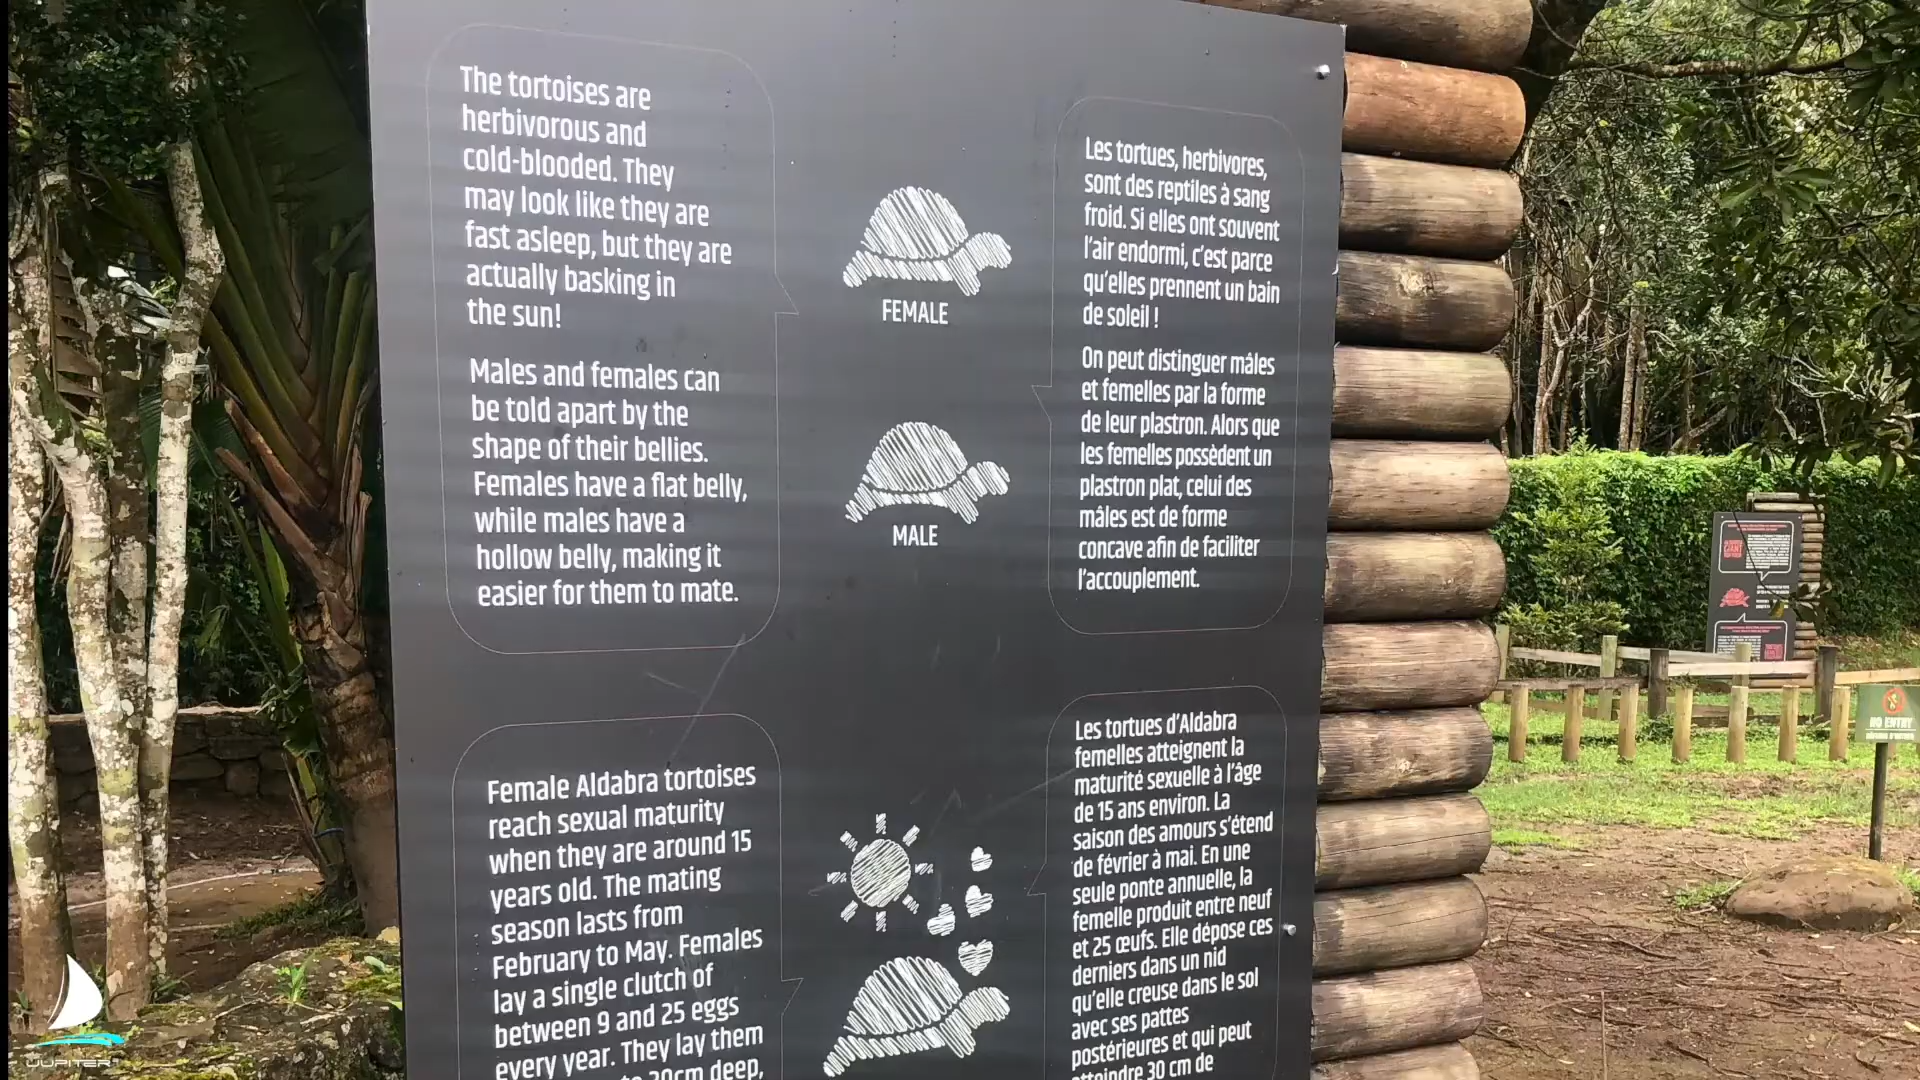 The tortoises are
herbivorous and
cold-blooded. They
may look like they are
fast asleep, but they are
actually basking in
the sun!
Males and females can
be told apart by the
shape of their bellies.
Females have a flat belly,
while males have a
hollow belly, making it
easier for them to mate.
FEMALE
MALE
Les tortues, herbivores,
sont des reptiles à sang
froid. Si elles ont souvent
l'air endormi, c'est parce
qu'elles prennent un bain
de soleil !
On peut distinguer mâles
et femelles par la forme
de leur plastron. Alors que
les femelles possèdent un
plastron plat, celui des
mâles est de forme
concave afin de faciliter
l'accouplement.
Female Aldabra tortoises
reach sexual maturity
when they are around 15
years old. The mating
season lasts from
February to May. Females
lay a single clutch of
between 9 and 25 eggs
every year. They lay them
to 30cm deep,
Les tortues d'Aldabra
femelles atteignent la
maturité sexuelle à l'âge
de 15 ans environ. La
saison des amours s'étend
de février à mai. En une
seule ponte annuelle, la
femelle produit entre neuf
et 25 œufs. Elle dépose ces
derniers dans un nid
qu'elle creuse dans le sol
avec ses pattes
postérieures et qui peut
atteindre 30 cm de
NO ENTRY
JUPITER